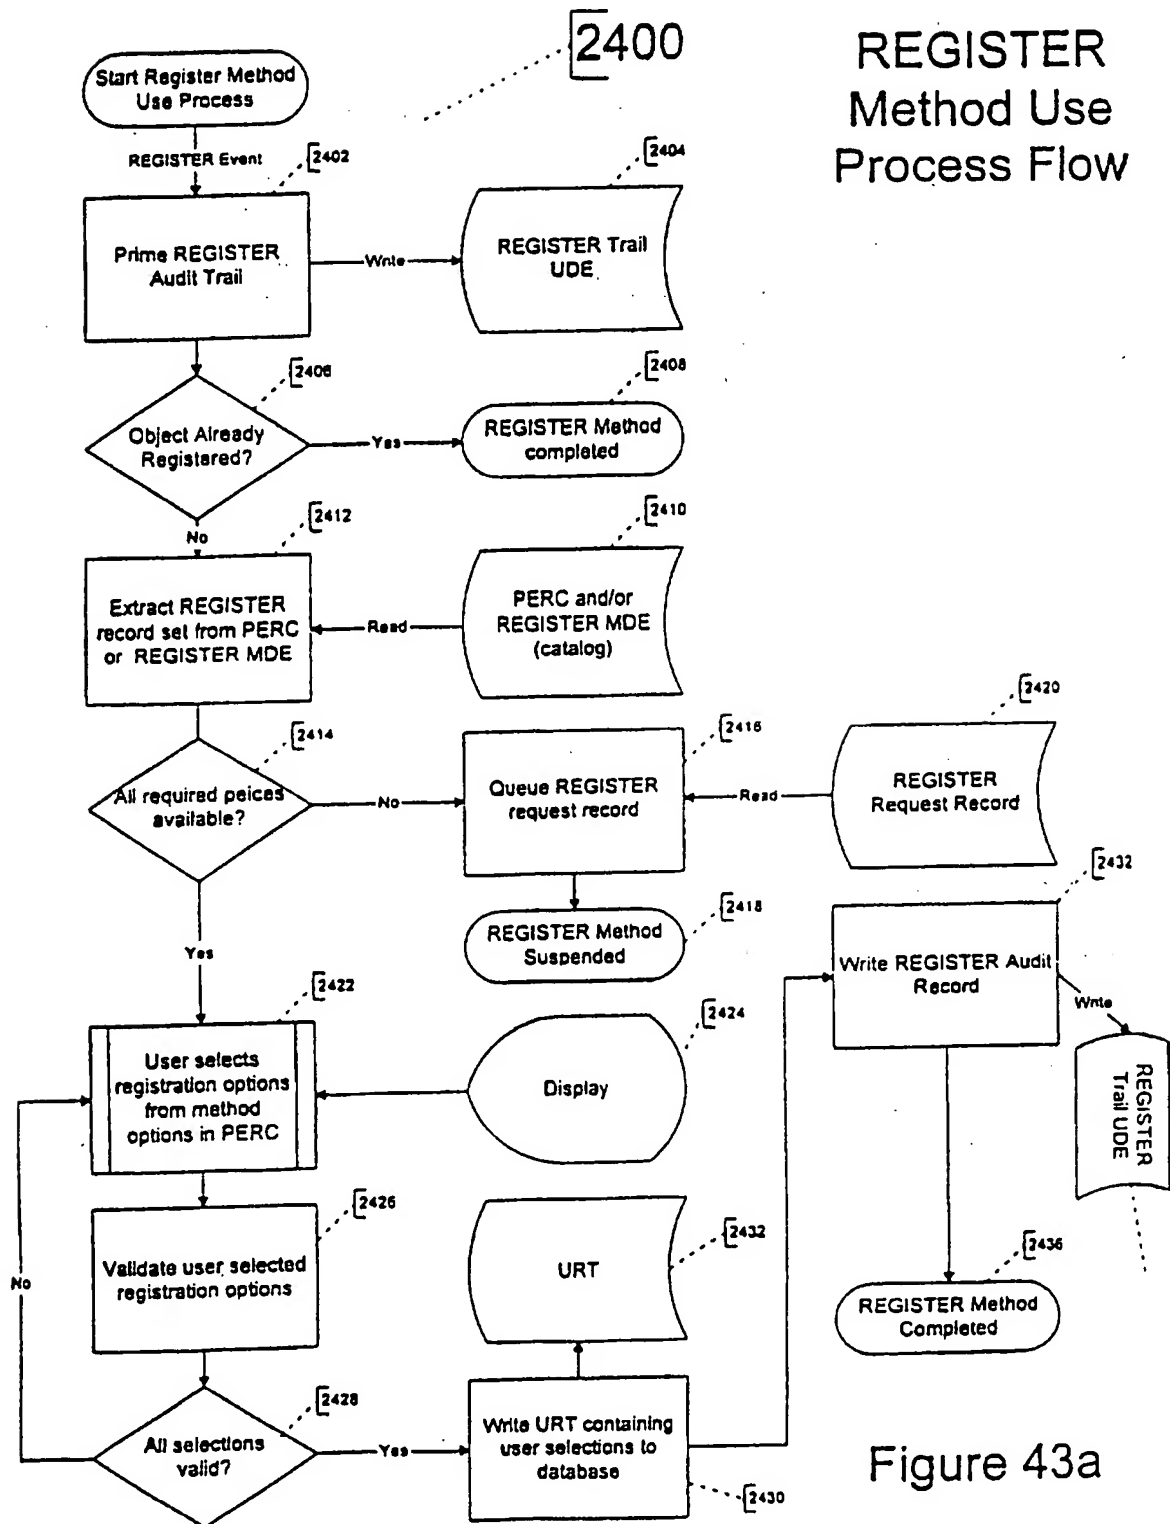 2400
REGISTER
Method Use
Process Flow
Start Register Method
Use Process
REGISTER Event
2402
2404
Prime REGISTER
Audit Trail
Write
REGISTER Trail
UDE
2406
2408
Object Already
Registered?
Yes
REGISTER Method
completed
No
2412
2410
Extract REGISTER
record set from PERC
or REGISTER MDE
Read
PERC and/or
REGISTER MDE
(catalog)
2414
2416
2420
All required peices
available?
No
Queue REGISTER
request record
Read
REGISTER
Request Record
2418
REGISTER Method
Suspended
2432
Write REGISTER Audit
Record
Write
REGISTER
Trail UDE
Yes
2422
2424
User selects
registration options
from method
options in PERC
Display
2426
2432
Validate user selected
registration options
URT
No
2436
REGISTER Method
Completed
2428
All selections
valid?
Yes
Write URT containing
user selections to
database
2430
Figure 43a